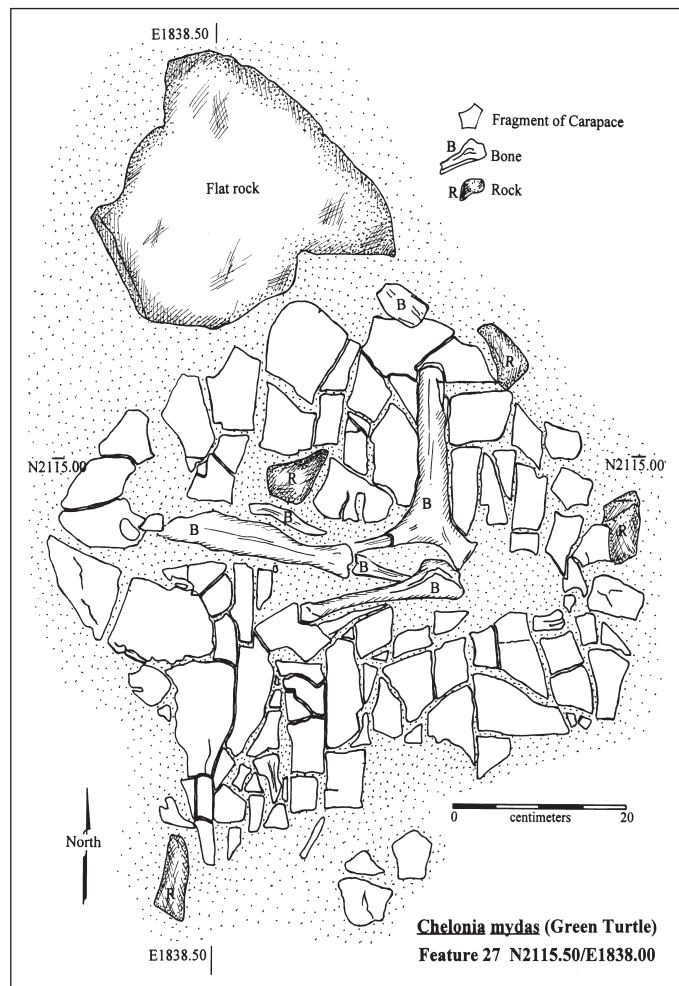 E1838.50
Fragment of Carapace
B
Bone
R
Rock
Flat rock
B
R
N2115.00
N2115.00
R
B
B
B
R
B
B
0
20
centimeters
North
R
Chelonia mydas (Green Turtle)
Feature 27 N2115.50/E1838.00
E1838.50